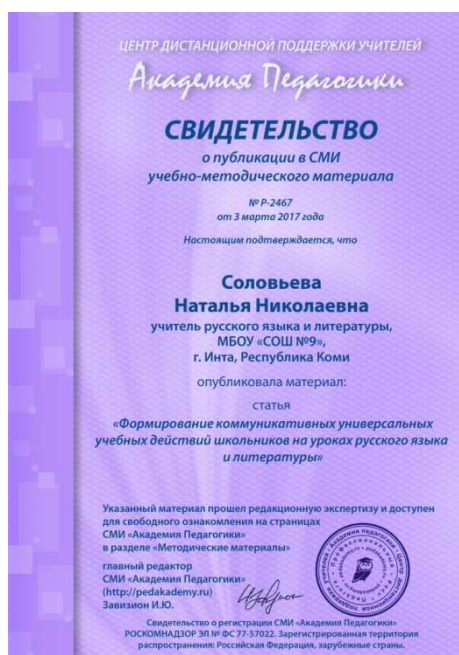 ЦЕНТР ДИСТАНЦИОННОЙ ПОДДЕРЖКИ УЧИТЕЛЕЙ
Академия Педагогики
СВИДЕТЕЛЬСТВО
о публикации в СМИ
учебно-методического материала
№ Р-2467
от 3 марта 2017 года
Настоящим подтверждается, что
Соловьева
Наталья Николаевна
учитель русского языка и литературы,
МБОУ «СОШ №9»,
г. Инта, Республика Коми
опубликовала материал:
статья
«Формирование коммуникативных универсальных
учебных действий школьников на уроках русского языка
и литературы»
Указанный материал прошел редакционную экспертизу и доступен
для свободного ознакомления на страницах
СМИ «Академия Педагогики»
в разделе «Методические материалы»
главный редактор
СМИ «Академия Педагогики»
(http://pedakademy.ru)
Завизион И.Ю.
Свидетельство о регистрации СМИ «Академия Педагогики»
РОСКОМНАДЗОР ЭЛ № ФС 77-57022. Зарегистрированная территория
распространения: Российская Федерация, зарубежные страны.